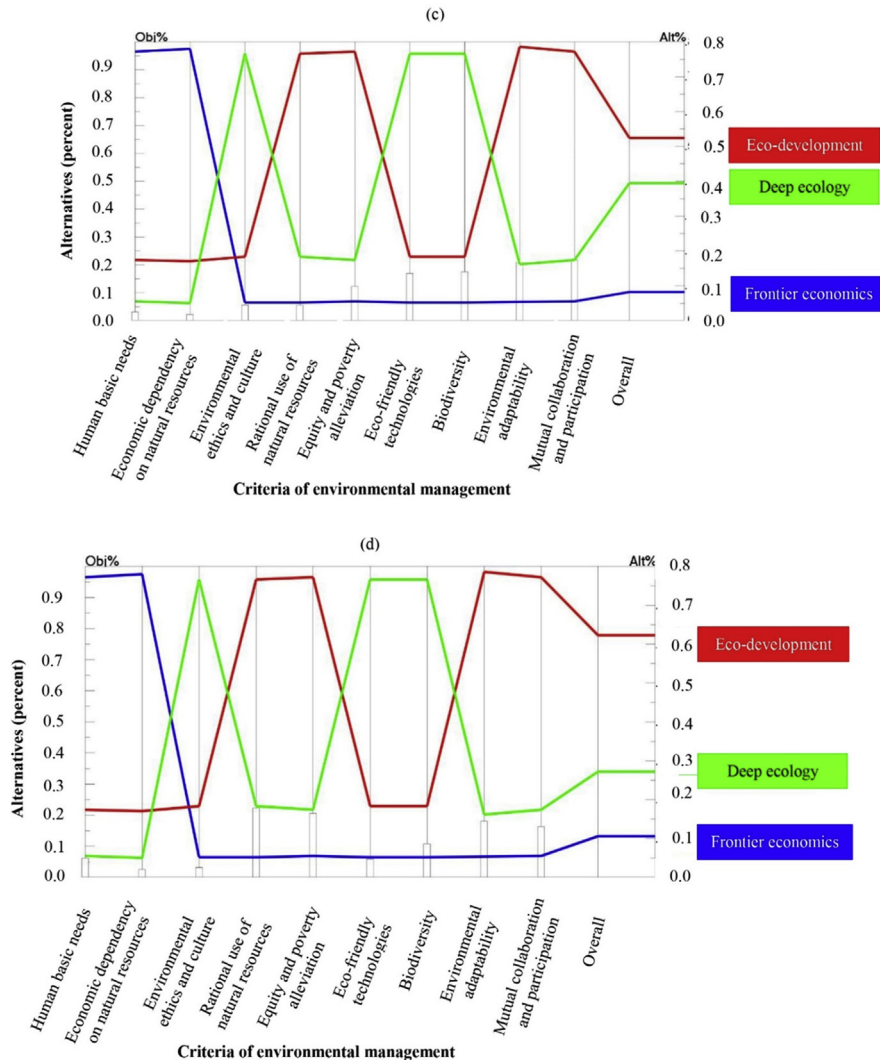 (c)
Obj%
Alt%
Alternatives (percent)
0.9
0.8
0.7
0.6
0.5
0.4
0.3
0.2
0.1
0.0
0.8
0.7
0.6
0.5
0.4
0.3
0.2
0.1
0.0
Eco-development
Deep ecology
Frontier economics
Human basic needs
Economic dependency
on natural resources
Environmental
ethics and culture
Rational use of
natural resources
Equity and poverty
alleviation
Eco-friendly
technologies
Biodiversity
Environmental
adaptability
Mutual collaboration
and participation
Overall
Criteria of environmental management
(d)
Obj%
Alt%
Alternatives (percent)
0.9
0.8
0.7
0.6
0.5
0.4
0.3
0.2
0.1
0.0
0.8
0.7
0.6
0.5
0.4
0.3
0.2
0.1
0.0
Eco-development
Deep ecology
Frontier economics
Human basic needs
Economic dependency
on natural resources
Environmental
ethics and culture
Rational use of
natural resources
Equity and poverty
alleviation
Eco-friendly
technologies
Biodiversity
Environmental
adaptability
Mutual collaboration
and participation
Overall
Criteria of environmental management